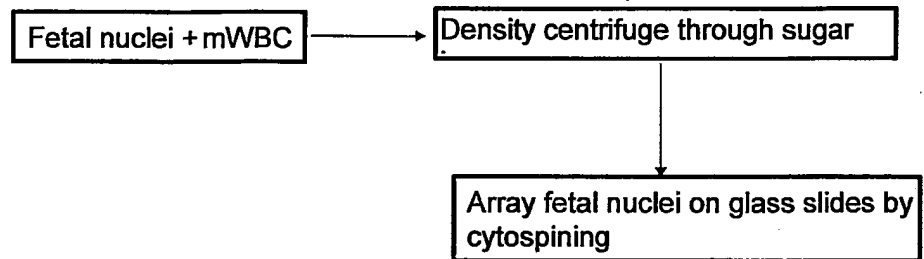 Fetal nuclei + mWBC
Density centrifuge through sugar
Array fetal nuclei on glass slides by
cytospining